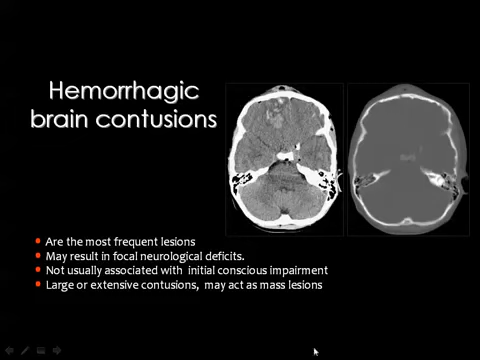 Hemorrhagic
brain contusions
Are the most frequent lesions
May result in focal neurological deficits.
Not usually associated with initial conscious impairment
Large or extensive contusions, may act as mass lesions